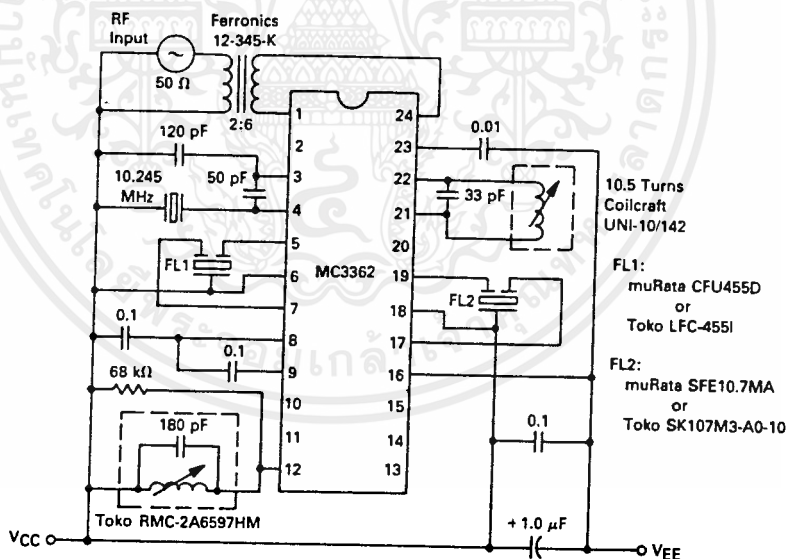 RF
Input
50 Ω
Ferronics
12-345-K
2:6
120 pF
10.245
MHz
50 pF
FL1
0.1
0.1
68 kΩ
180 pF
Toko RMC-2A6597HM
VCC
1
2
3
4
5
6
7
8
9
10
11
12
MC3362
24
23
22
21
20
19
18
17
16
15
14
13
0.01
33 pF
10.5 Turns
Coilcraft
UNI-10/142
FL2
FL1:
muRata CFU455D
or
Toko LFC-455I
FL2:
muRata SFE10.7MA
or
Toko SK107M3-A0-10
0.1
+ 1.0 µF
VEE